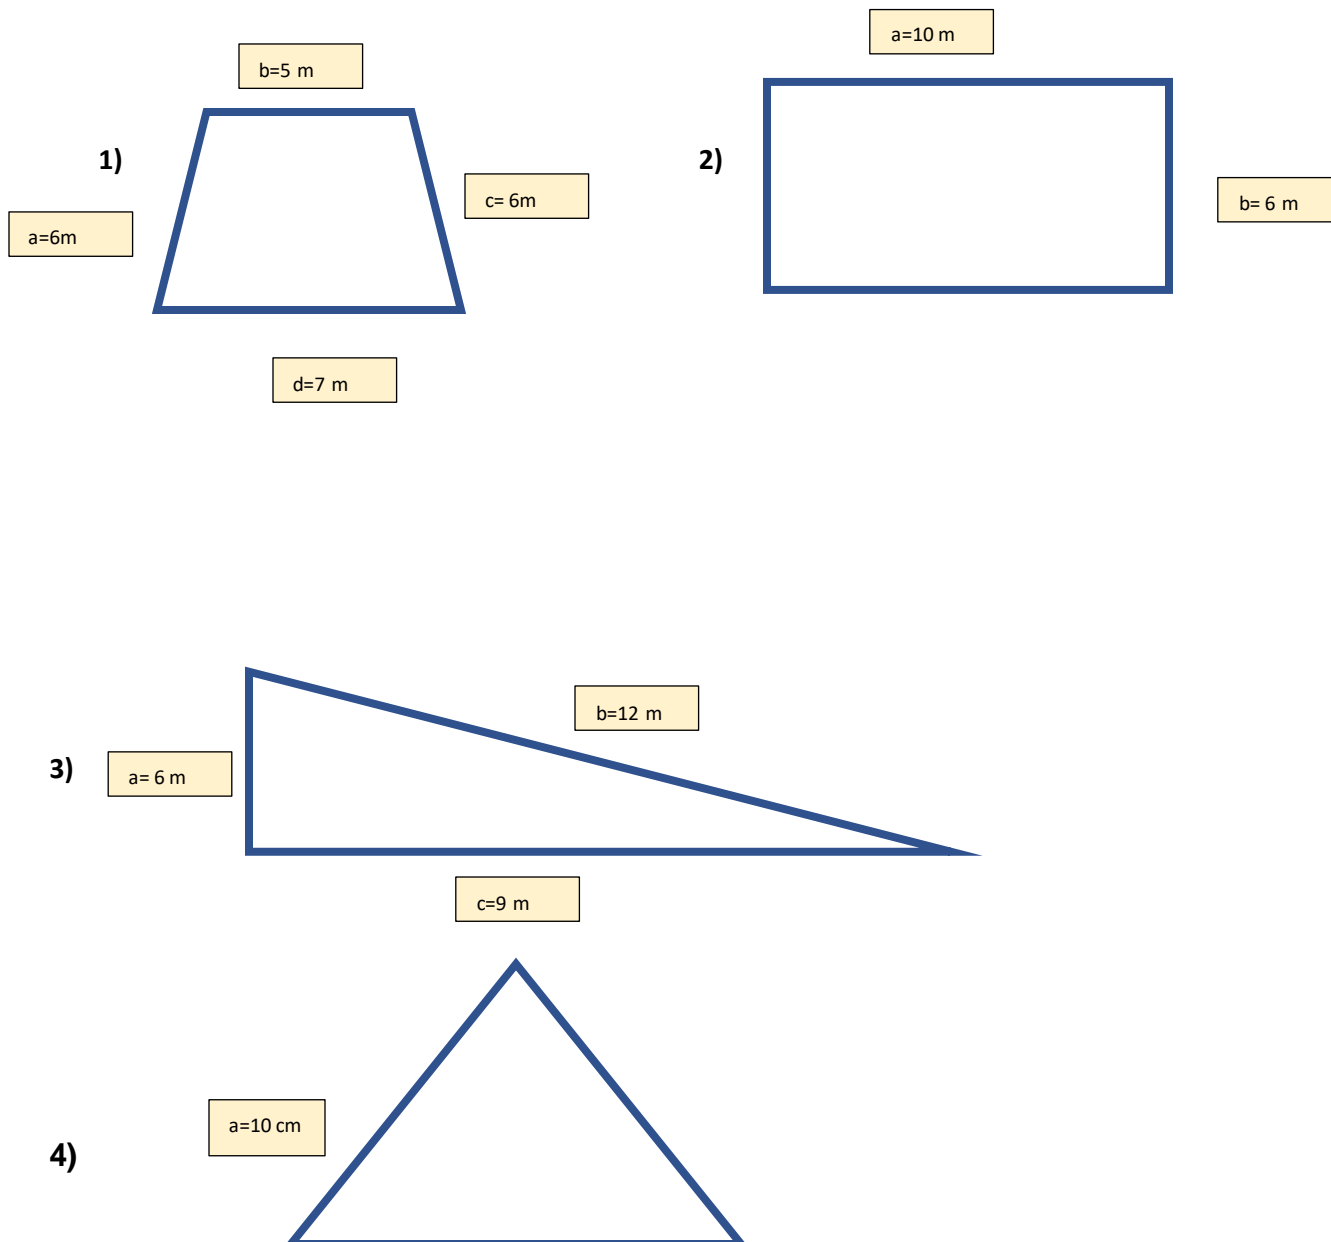 b=5 m
1)
a=6m
c= 6m
d=7 m
a=10 m
2)
b= 6 m
3)
a= 6 m
b=12 m
c=9 m
4)
a=10 cm